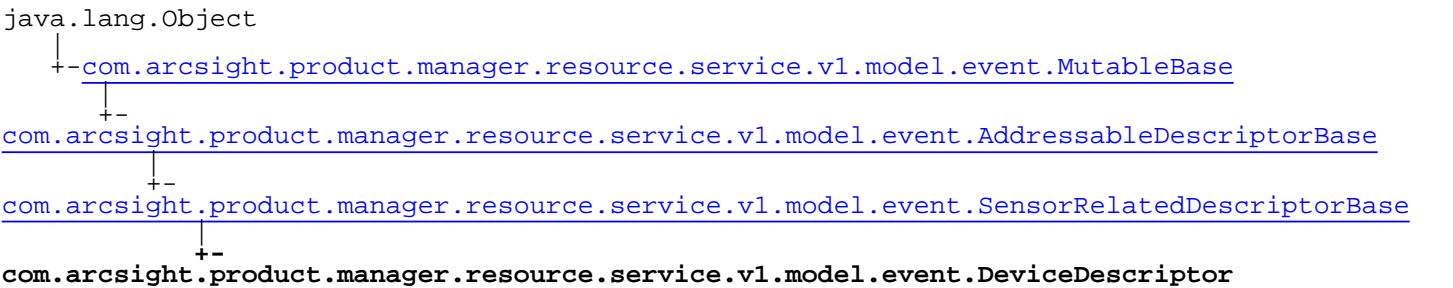 java.lang.Object
+-com.arcsight.product.manager.resource.service.v1.model.event.MutableBase
+-
com.arcsight.product.manager.resource.service.v1.model.event.AddressableDescriptorBase
+-
com.arcsight.product.manager.resource.service.v1.model.event.SensorRelatedDescriptorBase
+-
com.arcsight.product.manager.resource.service.v1.model.event.DeviceDescriptor